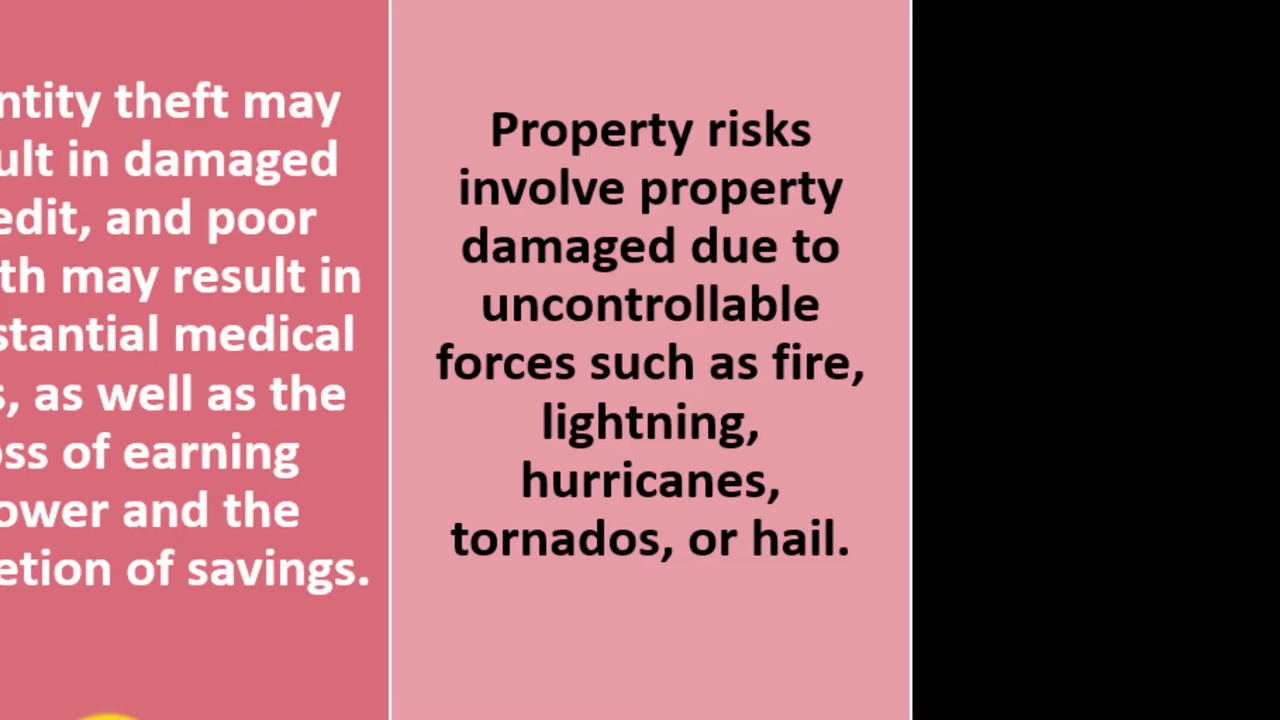 ntity theft may
ult in damaged
edit, and poor
th may result in
stantial medical
s, as well as the
oss of earning
ower and the
etion of savings.
Property risks
involve property
damaged due to
uncontrollable
forces such as fire,
lightning,
hurricanes,
tornados, or hail.